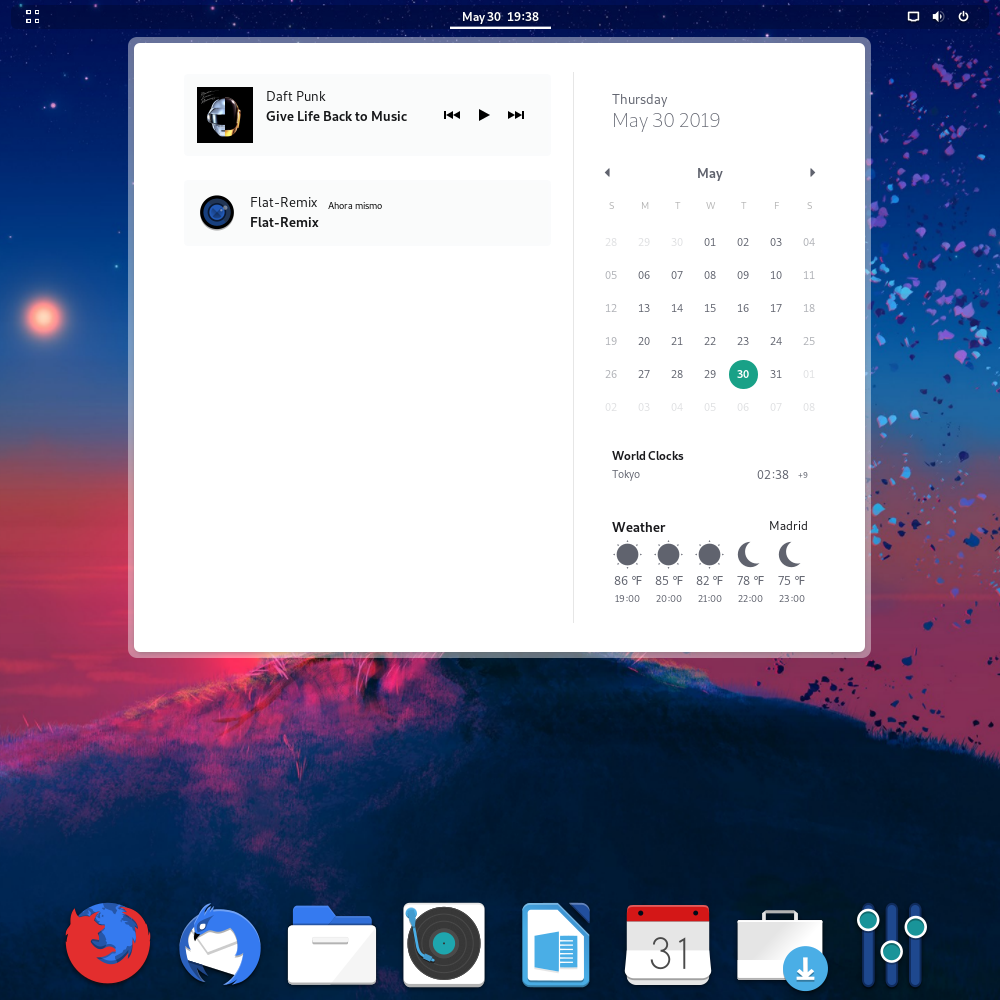 May 30 19:38
Daft Punk
Give Life Back to Music
Flat-Remix Ahora mismo
Flat-Remix
Thursday
May 30 2019
May
S M T W T F S
28 29 30 01 02 03 04
05 06 07 08 09 10 11
12 13 14 15 16 17 18
19 20 21 22 23 24 25
26 27 28 29 30 31 01
02 03 04 05 06 07 08
World Clocks
Tokyo 02:38 +9
Weather Madrid
86 °F 85 °F 82 °F 78 °F 75 °F
19:00 20:00 21:00 22:00 23:00
31